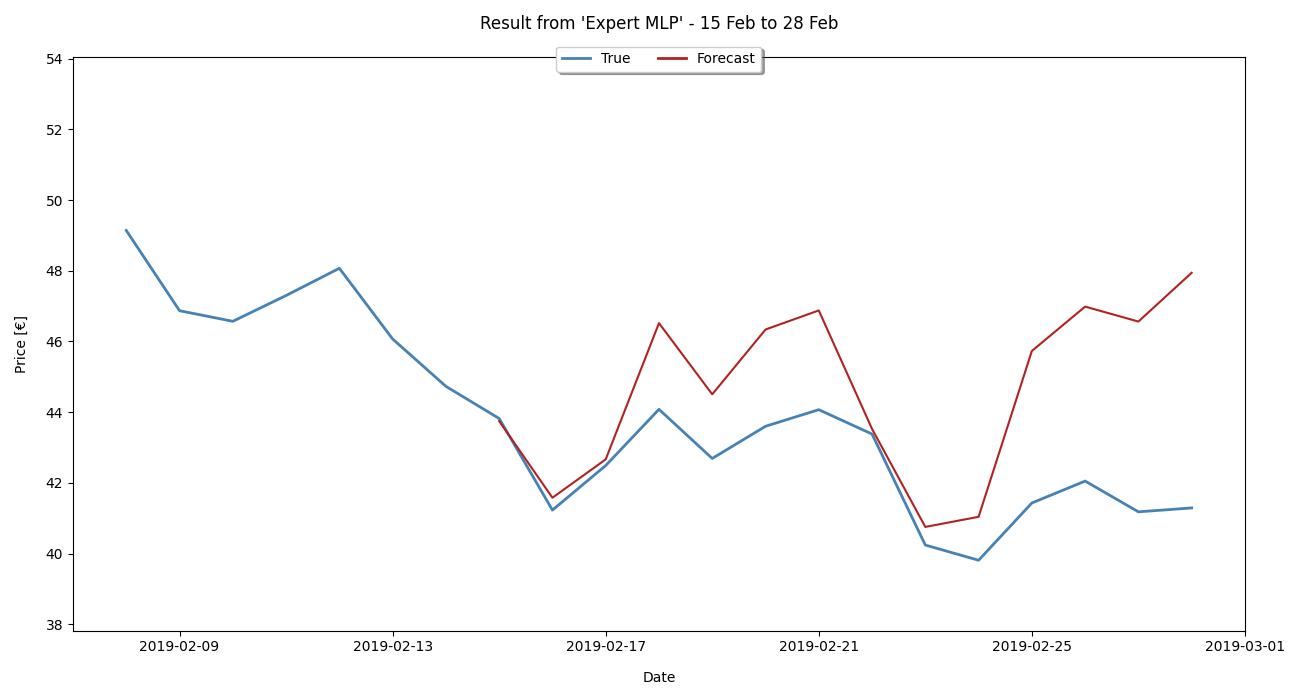 Result from 'Expert MLP' - 15 Feb to 28 Feb
True Forecast
54
52
50
48
46
44
42
40
38
Price [€]
2019-02-09 2019-02-13 2019-02-17 2019-02-21 2019-02-25 2019-03-01
Date